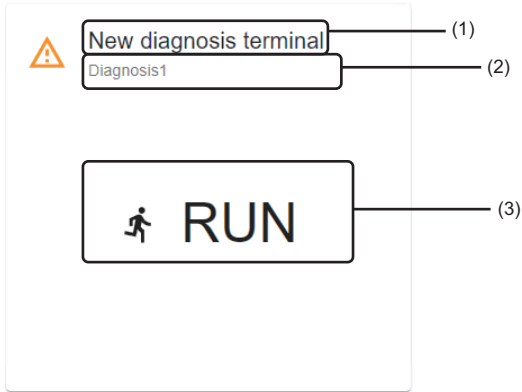 New diagnosis terminal
(1)
Diagnosis1
(2)
RUN
(3)